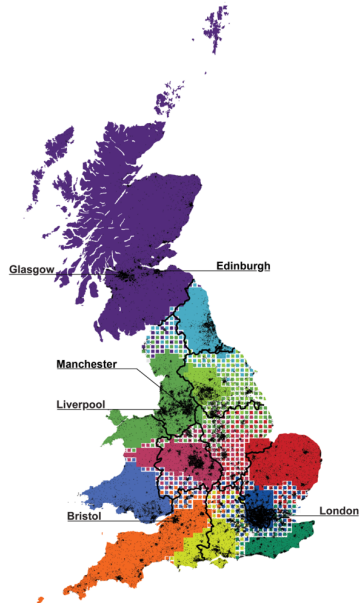 Glasgow
Edinburgh
Manchester
Liverpool
Bristol
London